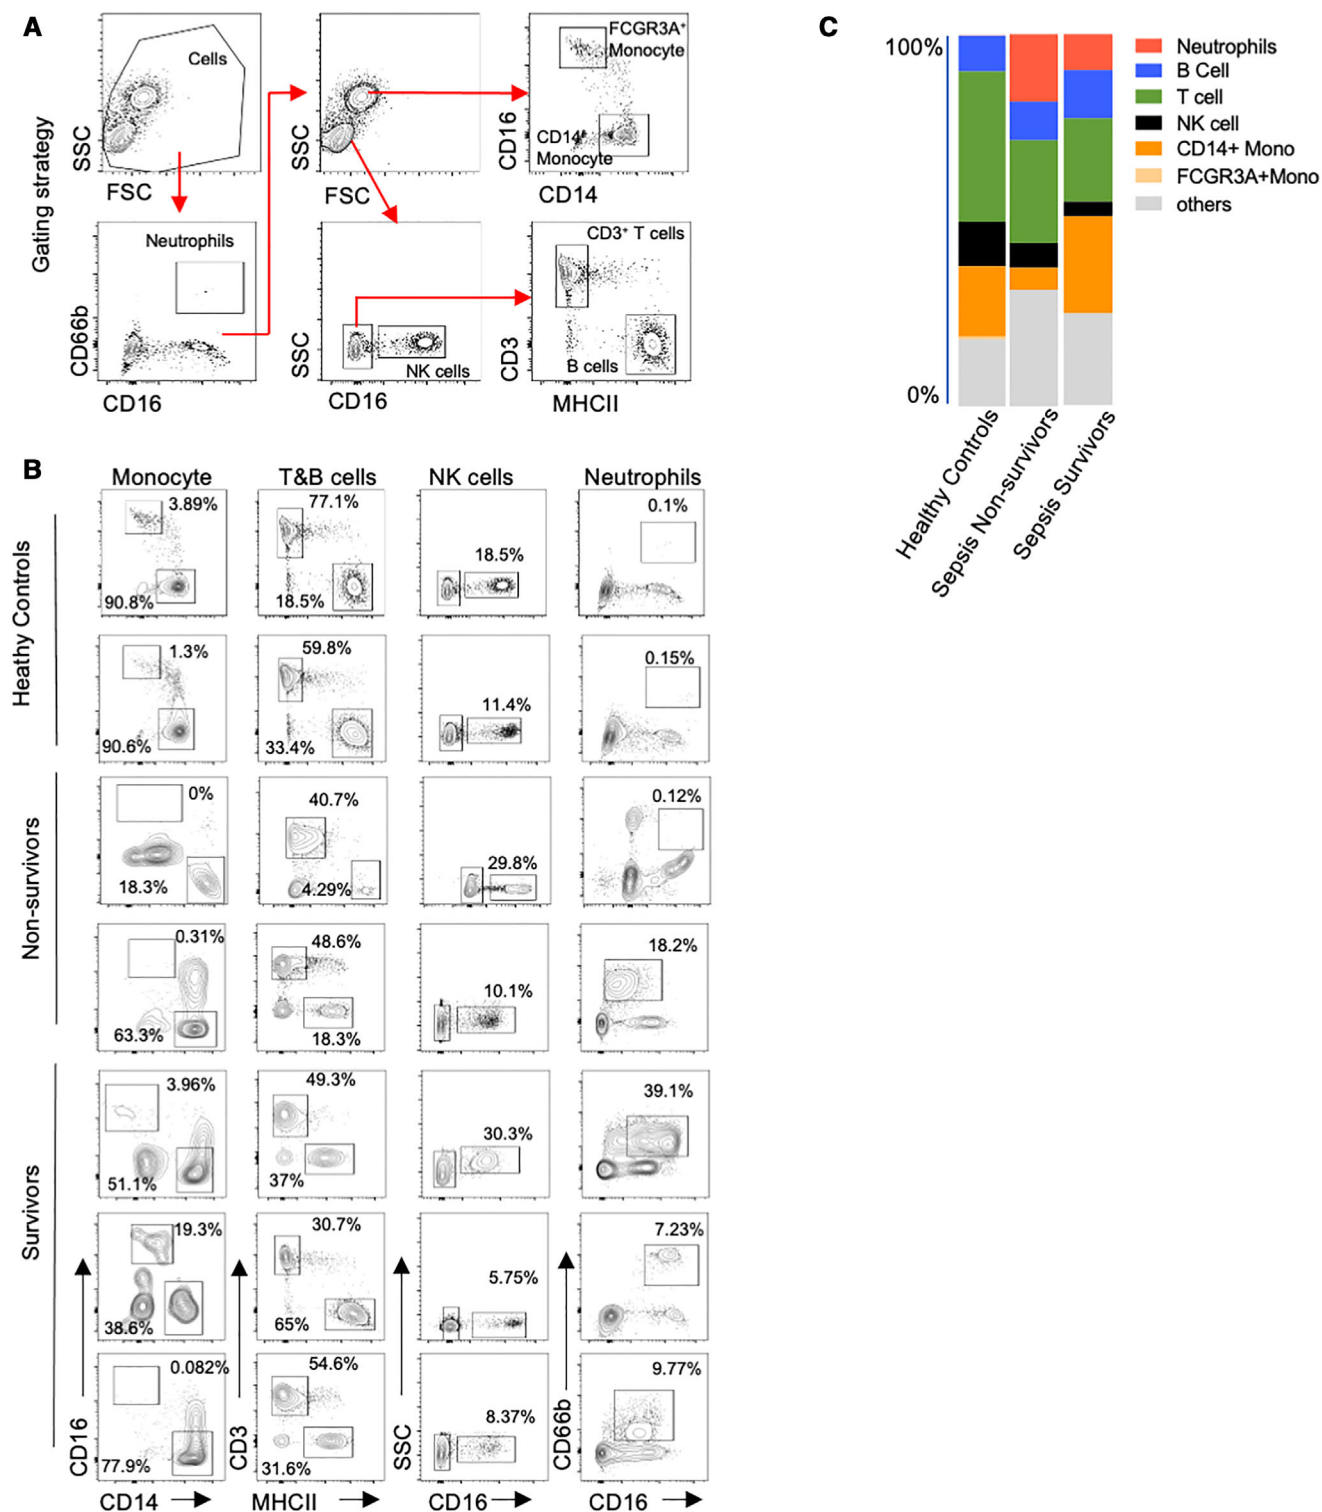 A
Gating strategy
Cells
SSC
FSC
SSC
FSC
FCGR3A+
Monocyte
CD14+
Monocyte
CD16
CD14
Neutrophils
CD66b
CD16
SSC
NK cells
CD16
CD3+ T cells
CD3
B cells
MHCII
C
100%
0%
Neutrophils
B Cell
T cell
NK cell
CD14+ Mono
FCGR3A+Mono
others
Healthy Controls
Sepsis Non-survivors
Sepsis Survivors
B
Monocyte T&B cells NK cells Neutrophils
Heathy Controls
3.89% 77.1% 18.5% 0.1%
90.8% 18.5%
1.3% 59.8% 11.4% 0.15%
90.6% 33.4%
Non-survivors
0% 40.7% 29.8% 0.12%
18.3% 4.29%
0.31% 48.6% 10.1% 18.2%
63.3% 18.3%
Survivors
3.96% 49.3% 30.3% 39.1%
51.1% 37%
19.3% 30.7% 5.75% 7.23%
38.6% 65%
0.082% 54.6% 8.37% 9.77%
77.9% 31.6%
CD16 CD3 SSC CD66b
CD14 MHCII CD16 CD16